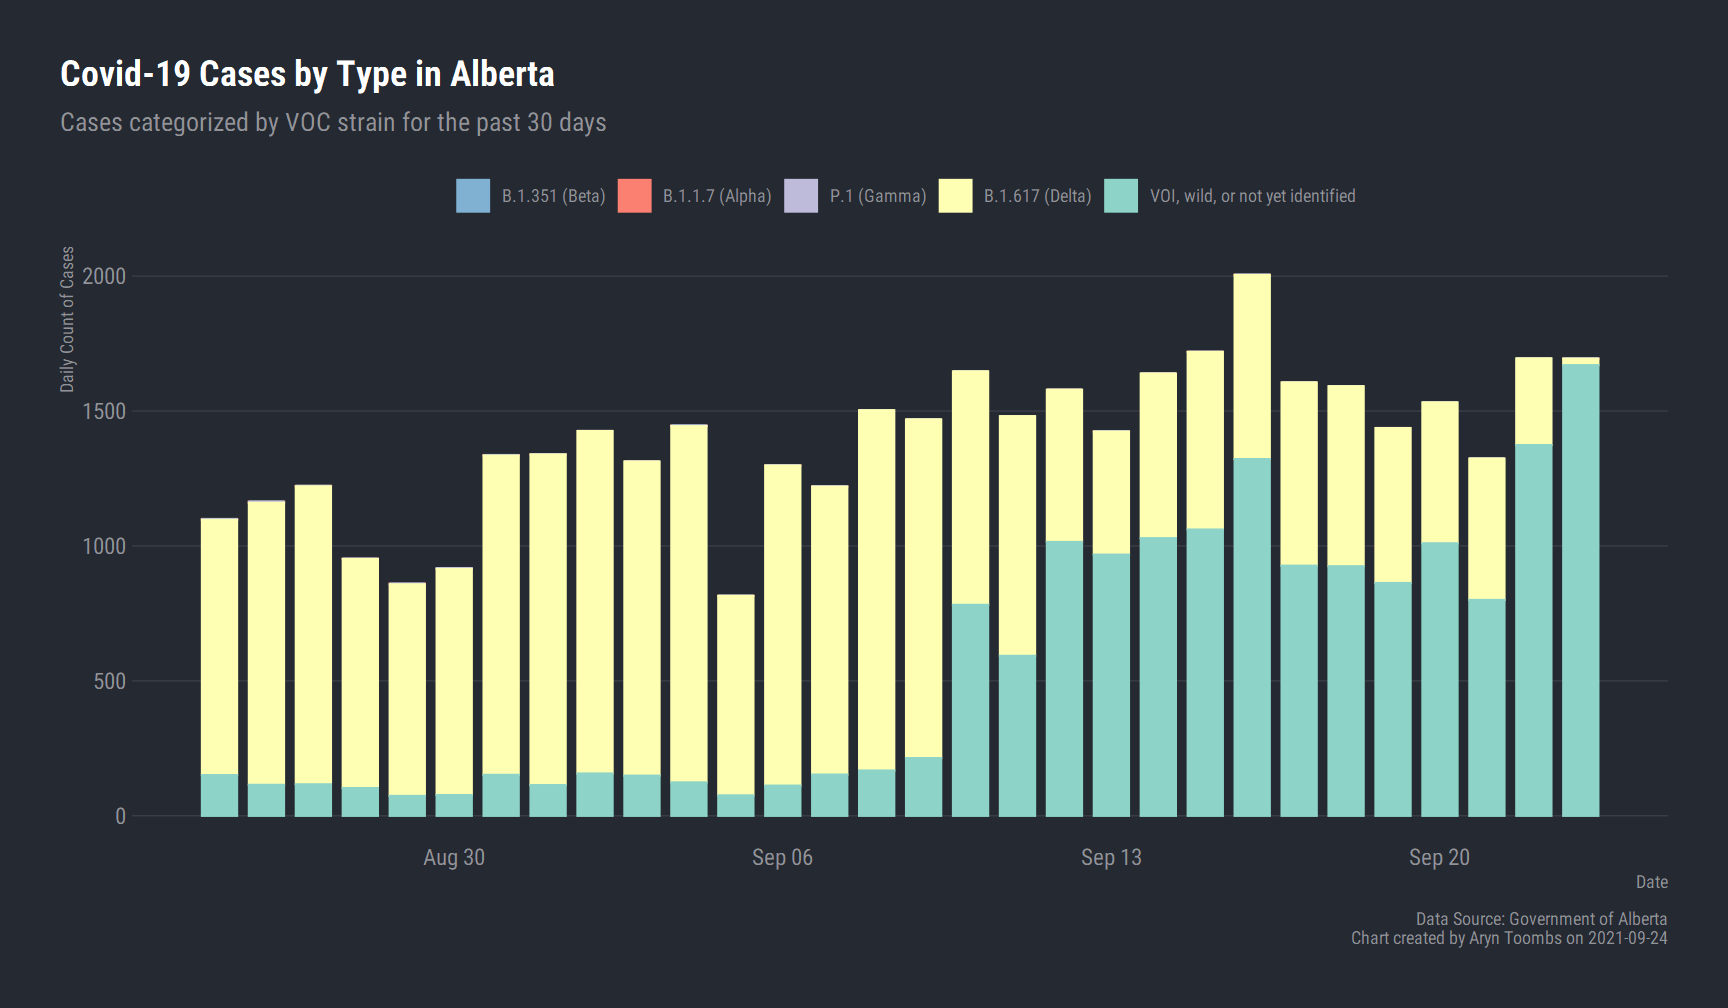 Covid-19 Cases by Type in Alberta
Cases categorized by VOC strain for the past 30 days
B.1.351 (Beta) B.1.1.7 (Alpha) P.1 (Gamma) B.1.617 (Delta) VOI, wild, or not yet identified
Daily Count of Cases
2000
1500
1000
500
0
Aug 30 Sep 06 Sep 13 Sep 20
Date
Data Source: Government of Alberta
Chart created by Aryn Toombs on 2021-09-24